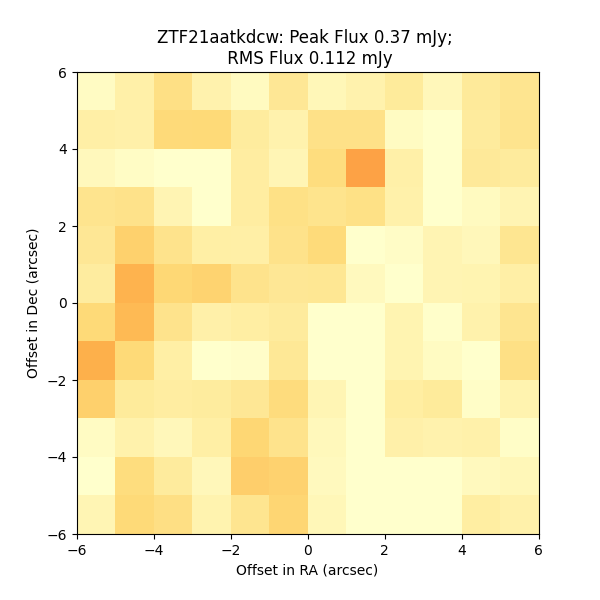 ZTF21aatkdcw: Peak Flux 0.37 mJy;
RMS Flux 0.112 mJy
6
4
2
0
−2
−4
−6
Offset in Dec (arcsec)
−6 −4 −2 0 2 4 6
Offset in RA (arcsec)